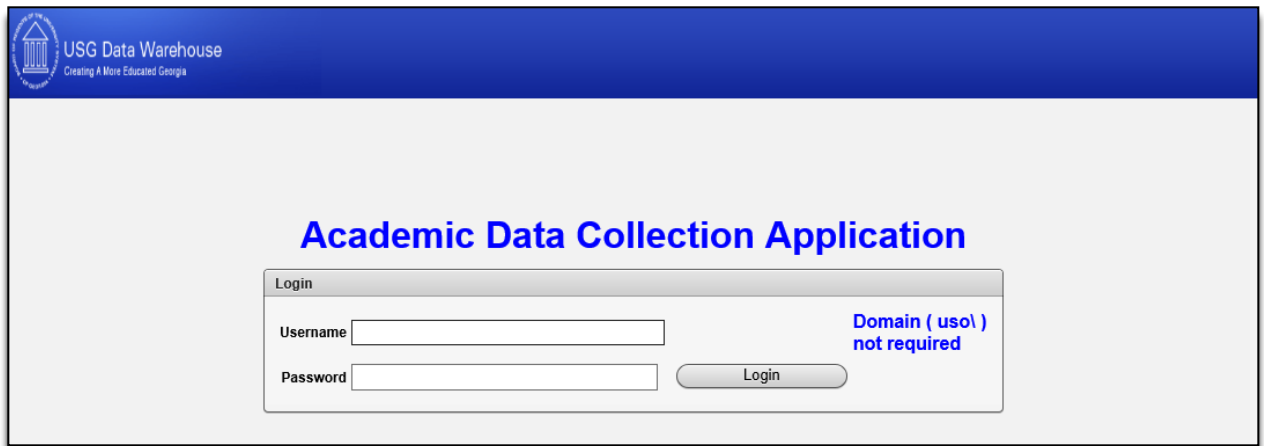 USG Data Warehouse
Creating A More Educated Georgia
Academic Data Collection Application
Login
Username
Domain ( uso\ )
not required
Password
Login